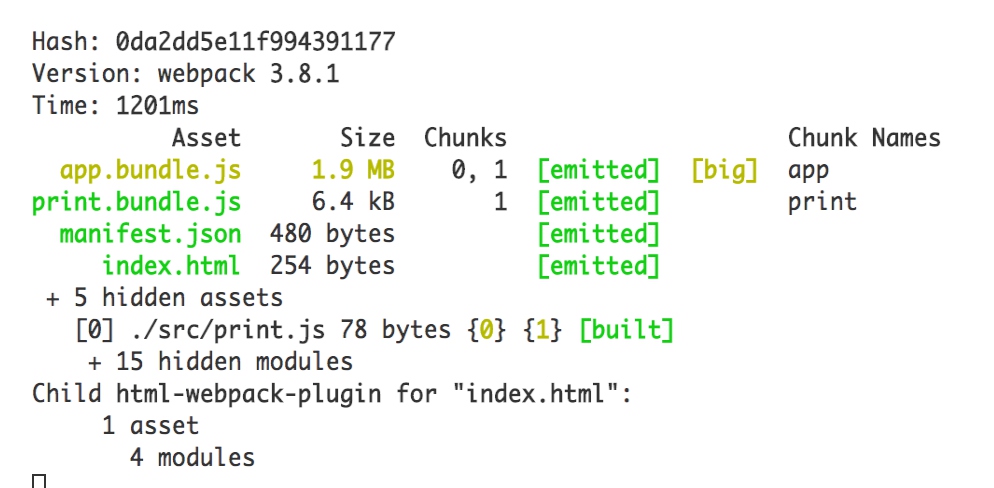 Hash: 0da2dd5e11f994391177
Version: webpack 3.8.1
Time: 1201ms
Asset Size Chunks Chunk Names
app.bundle.js 1.9 MB 0, 1 [emitted] [big] app
print.bundle.js 6.4 kB 1 [emitted] print
manifest.json 480 bytes [emitted]
index.html 254 bytes [emitted]
+ 5 hidden assets
[0] ./src/print.js 78 bytes {0} {1} [built]
+ 15 hidden modules
Child html-webpack-plugin for "index.html":
1 asset
4 modules